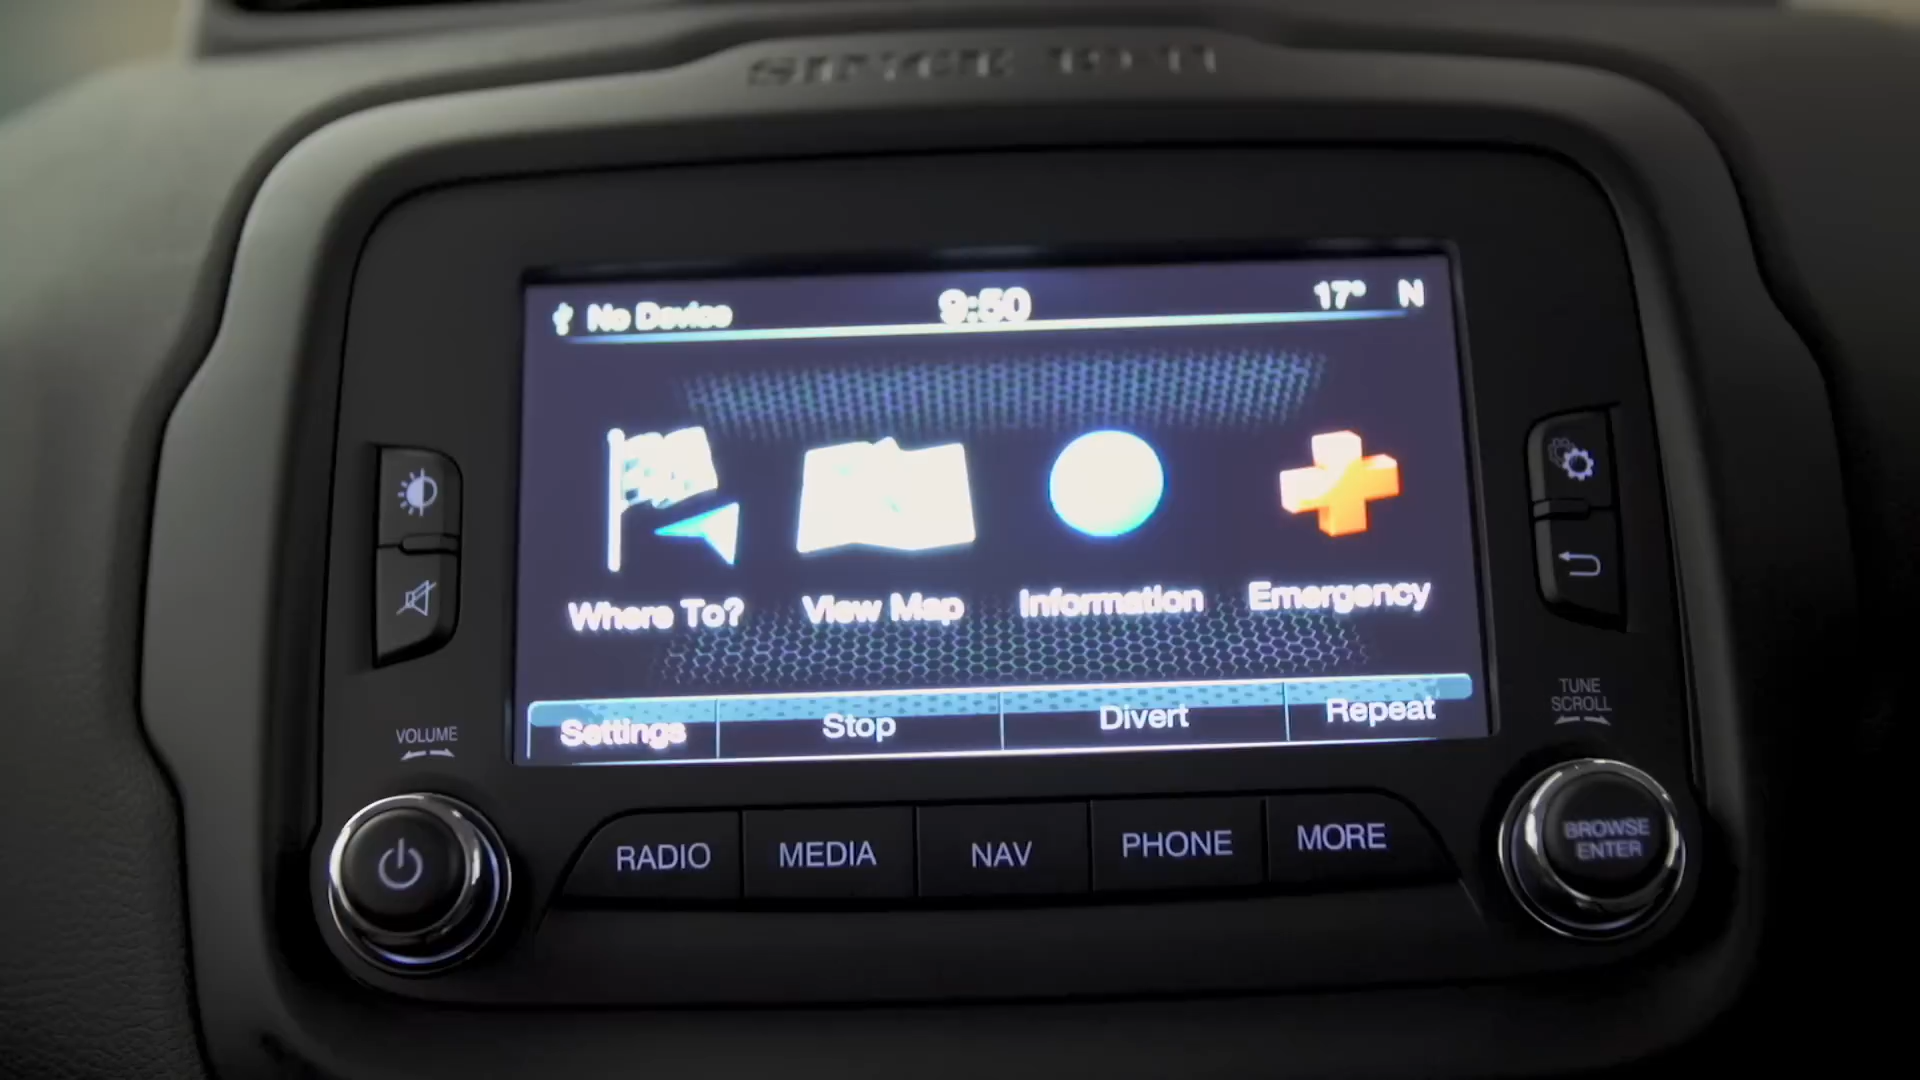 No Device 9:50 17° N
Where To? View Map Information Emergency
Settings Stop Divert Repeat
VOLUME
TUNE
SCROLL
RADIO MEDIA NAV PHONE MORE
BROWSE
ENTER